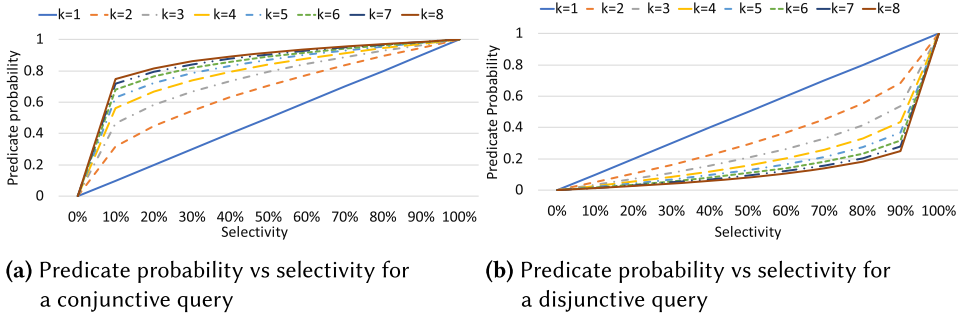 k=1 k=2 k=3 k=4 k=5 k=6 k=7 k=8
Predicate probability
1
0.8
0.6
0.4
0.2
0
0% 10% 20% 30% 40% 50% 60% 70% 80% 90% 100%
Selectivity
(a) Predicate probability vs selectivity for
a conjunctive query
k=1 k=2 k=3 k=4 k=5 k=6 k=7 k=8
Predicate Probability
1
0.8
0.6
0.4
0.2
0
0% 10% 20% 30% 40% 50% 60% 70% 80% 90% 100%
Selectivity
(b) Predicate probability vs selectivity for
a disjunctive query